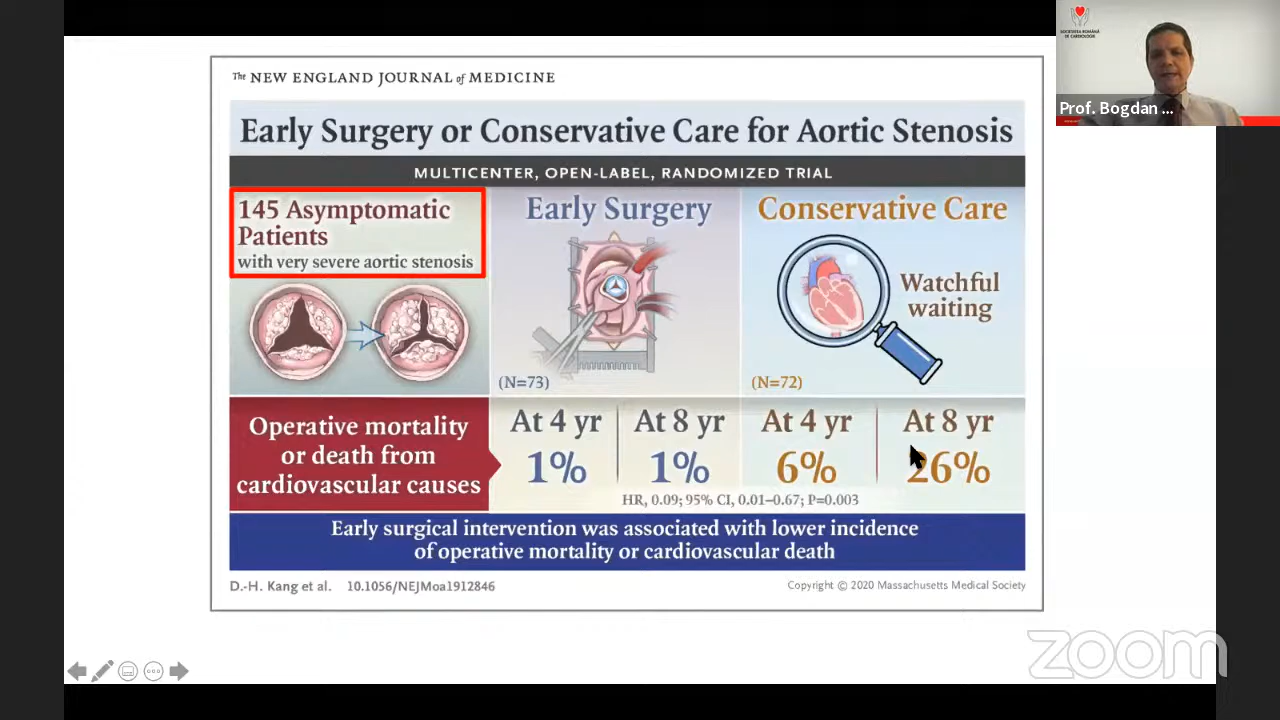 The NEW ENGLAND JOURNAL of MEDICINE
Early Surgery or Conservative Care for Aortic Stenosis
MULTICENTER, OPEN-LABEL, RANDOMIZED TRIAL
145 Asymptomatic
Patients
with very severe aortic stenosis
Early Surgery
(N=73)
Conservative Care
Watchful
waiting
(N=72)
Operative mortality
or death from
cardiovascular causes
At 4 yr
1%
At 8 yr
1%
At 4 yr
6%
At 8 yr
26%
HR, 0.09; 95% CI, 0.01–0.67; P=0.003
Early surgical intervention was associated with lower incidence
of operative mortality or cardiovascular death
D.-H. Kang et al. 10.1056/NEJMoa1912846
Copyright © 2020 Massachusetts Medical Society
SOCIETATEA ROMÂNĂ
DE CARDIOLOGIE
Prof. Bogdan ...
zoom